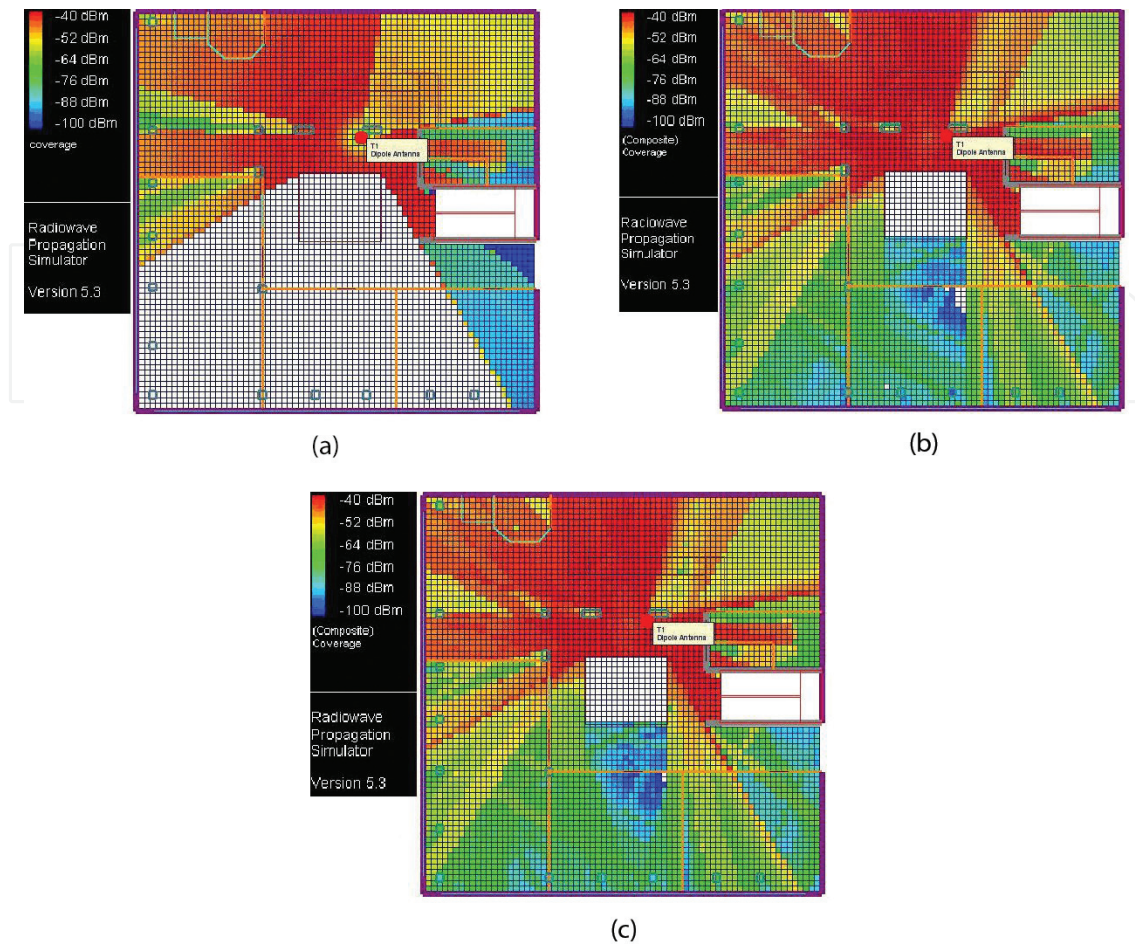 -40 dBm
-52 dBm
-64 dBm
-76 dBm
-88 dBm
-100 dBm
coverage
Radiowave
Propagation
Simulator
Version 5.3
T1
Dipole Antenna
(a)
-40 dBm
-52 dBm
-64 dBm
-76 dBm
-88 dBm
-100 dBm
(Composite)
Coverage
Radiowave
Propagation
Simulator
Version 5.3
T1
Dipole Antenna
(b)
-40 dBm
-52 dBm
-64 dBm
-76 dBm
-88 dBm
-100 dBm
(Composite)
Coverage
Radiowave
Propagation
Simulator
Version 5.3
T1
Dipole Antenna
(c)